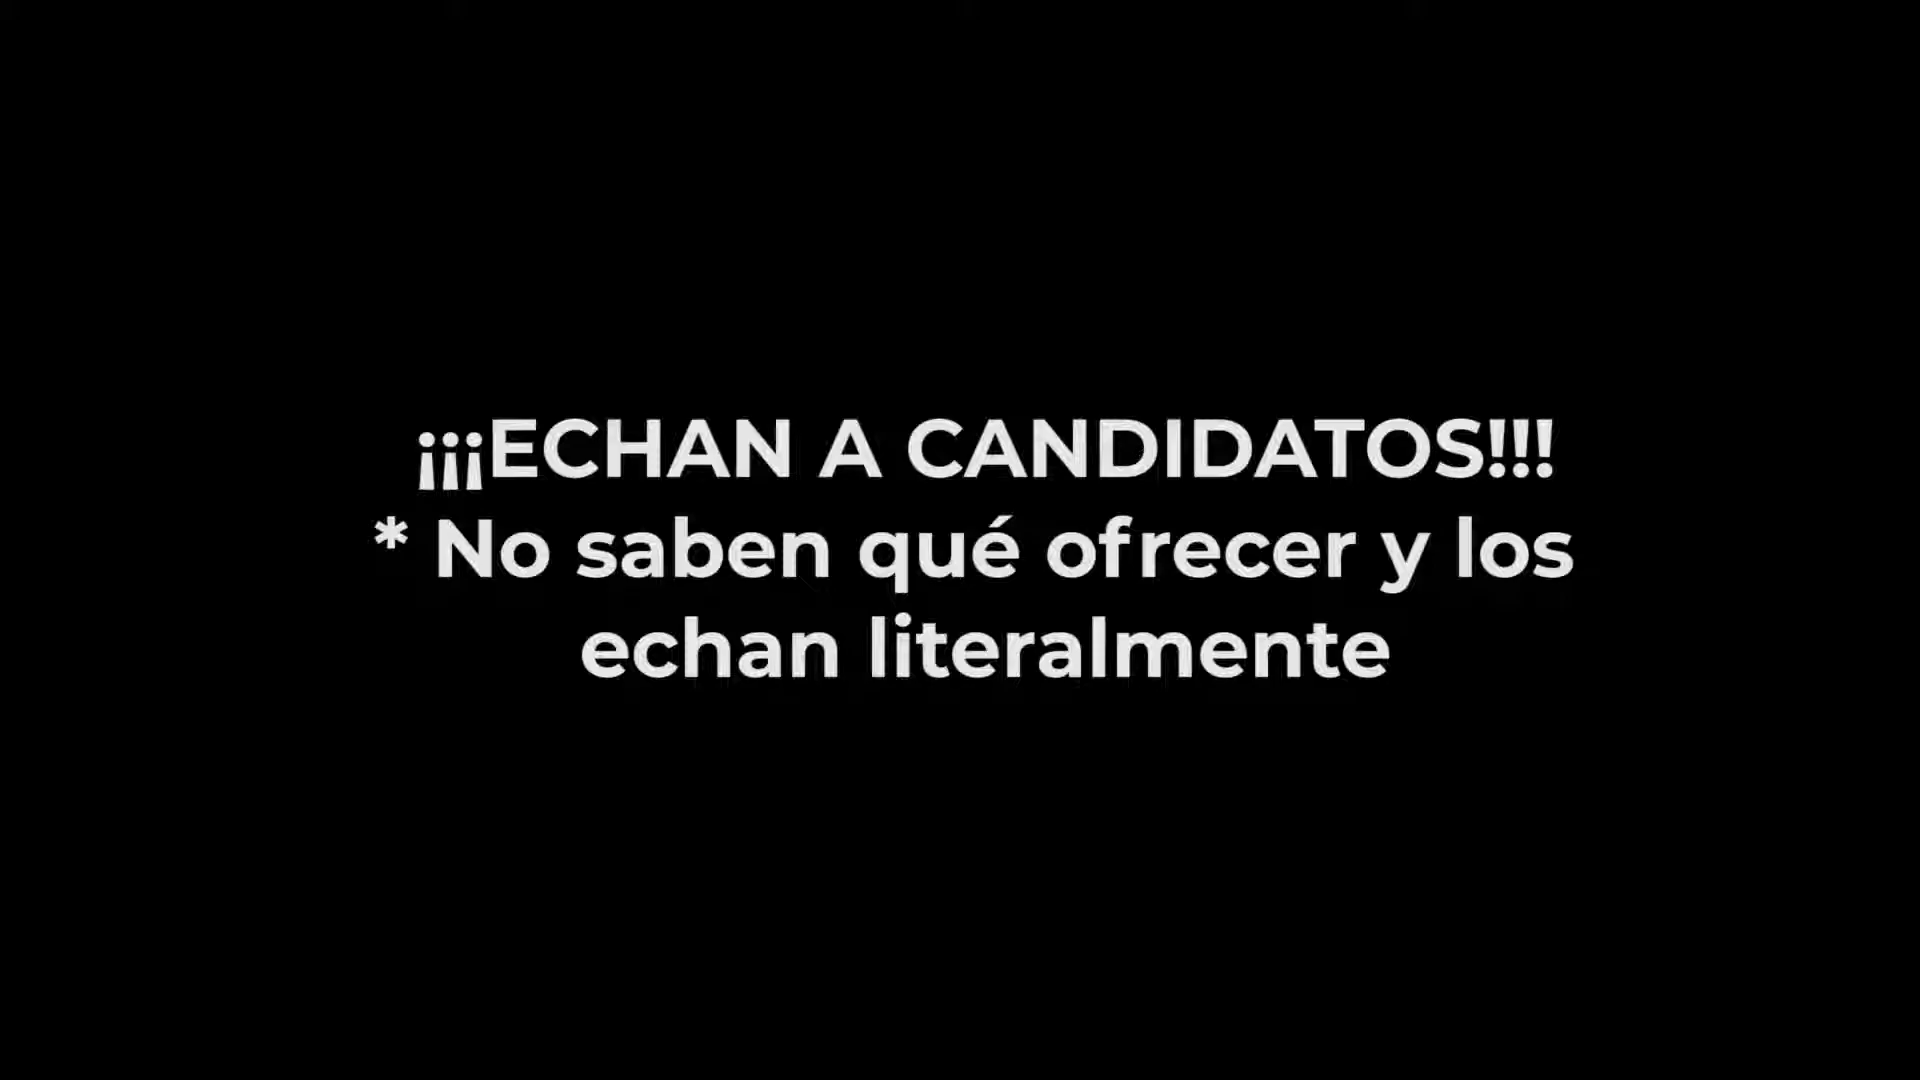 ¡¡¡ECHAN A CANDIDATOS!!!
* No saben qué ofrecer y los
echan literalmente